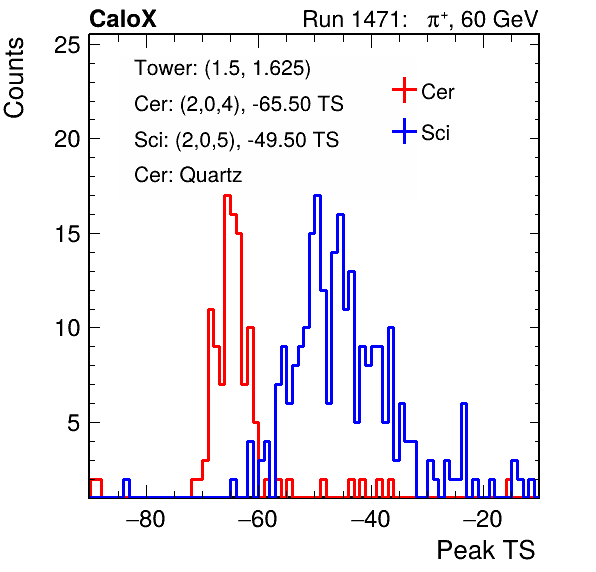 CaloX Run 1471: π⁺, 60 GeV
Counts
25
20
15
10
5
Tower: (1.5, 1.625)
Cer: (2,0,4), -65.50 TS
Sci: (2,0,5), -49.50 TS
Cer: Quartz
Cer
Sci
−80 −60 −40 −20
Peak TS